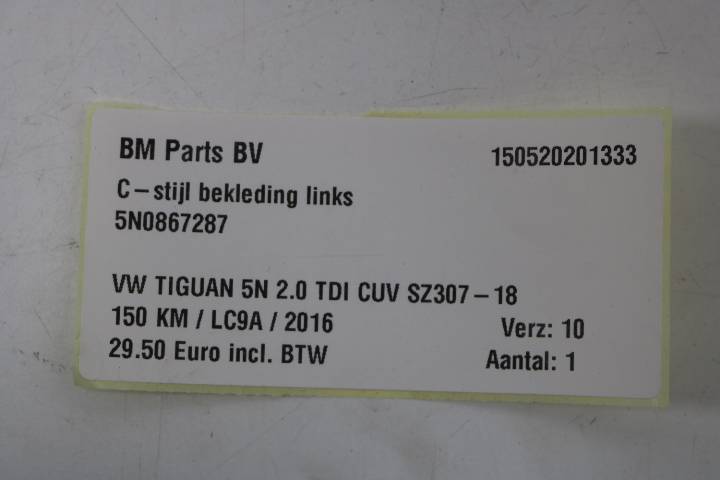 BM Parts BV 150520201333
C-stijl bekleding links
5N0867287
VW TIGUAN 5N 2.0 TDI CUV SZ307-18
150 KM / LC9A / 2016 Verz: 10
29.50 Euro incl. BTW Aantal: 1